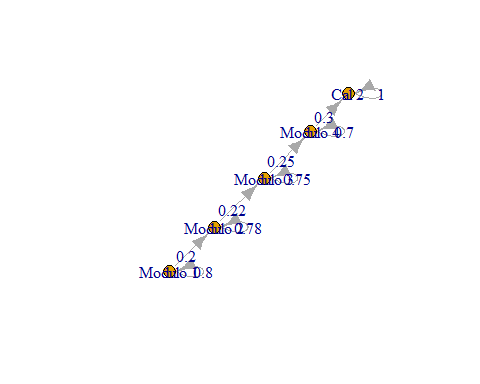 Cal 2 1
0.3
Modulo 4 0.7
0.25
Modulo 3 0.75
0.22
Modulo 2 0.78
0.2
Modulo 1 0.8